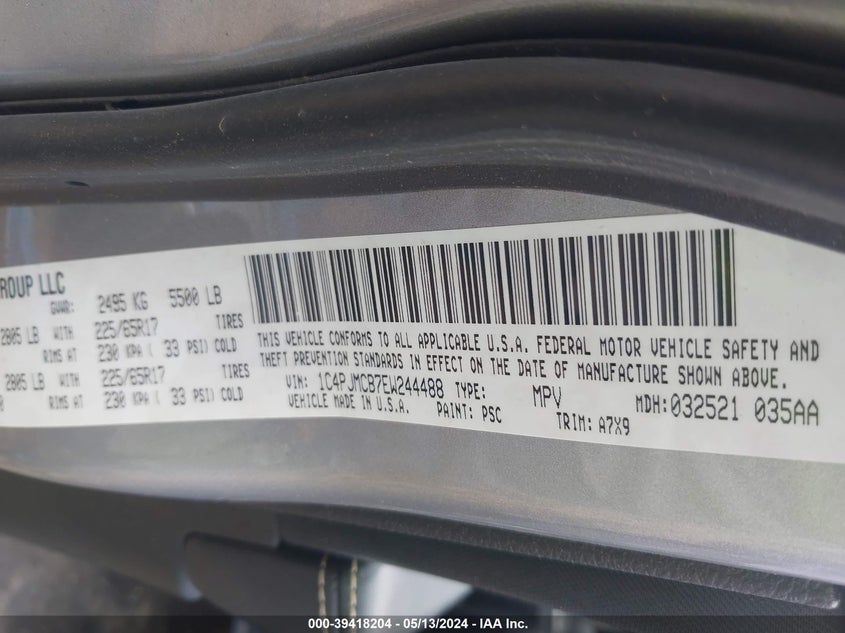 ROUP LLC
GVWR: 2495 KG 5500 LB
2805 LB WITH 225/65R17 TIRES
RIMS AT 230 KPA ( 33 PSI) COLD
2805 LB WITH 225/65R17 TIRES
RIMS AT 230 KPA ( 33 PSI) COLD
THIS VEHICLE CONFORMS TO ALL APPLICABLE U.S.A. FEDERAL MOTOR VEHICLE SAFETY AND
THEFT PREVENTION STANDARDS IN EFFECT ON THE DATE OF MANUFACTURE SHOWN ABOVE.
VIN: 1C4PJMCB7EW244488 TYPE: MPV MDH:032521 035AA
VEHICLE MADE IN U.S.A. PAINT: PSC TRIM: A7X9
000-39418204 - 05/13/2024 - IAA Inc.